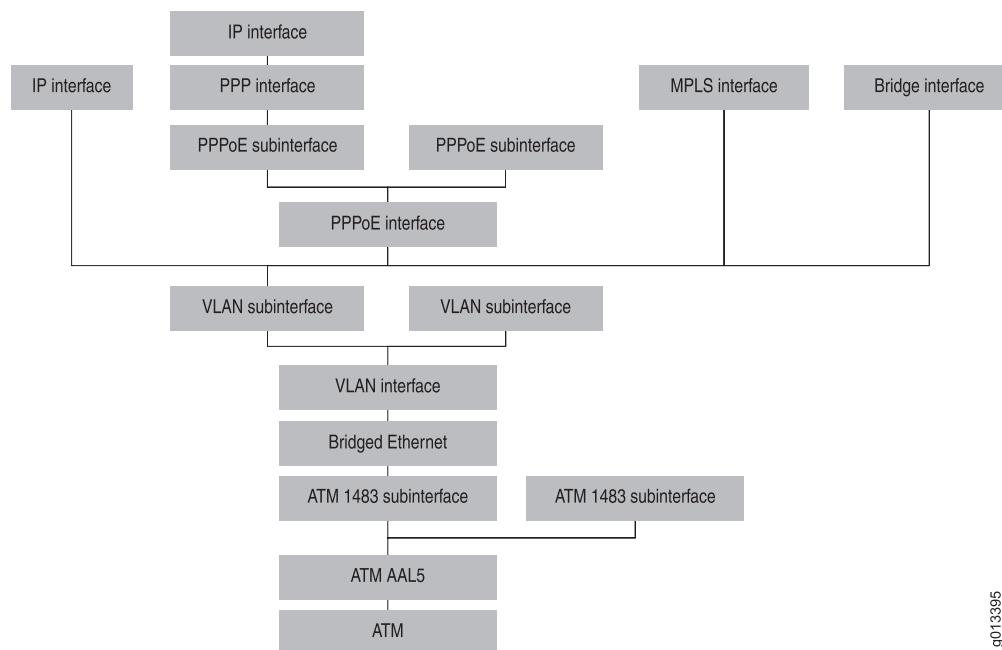 IP interface
IP interface
PPP interface
MPLS interface
Bridge interface
PPPoE subinterface
PPPoE subinterface
PPPoE interface
VLAN subinterface
VLAN subinterface
VLAN interface
Bridged Ethernet
ATM 1483 subinterface
ATM 1483 subinterface
ATM AAL5
ATM
g013395